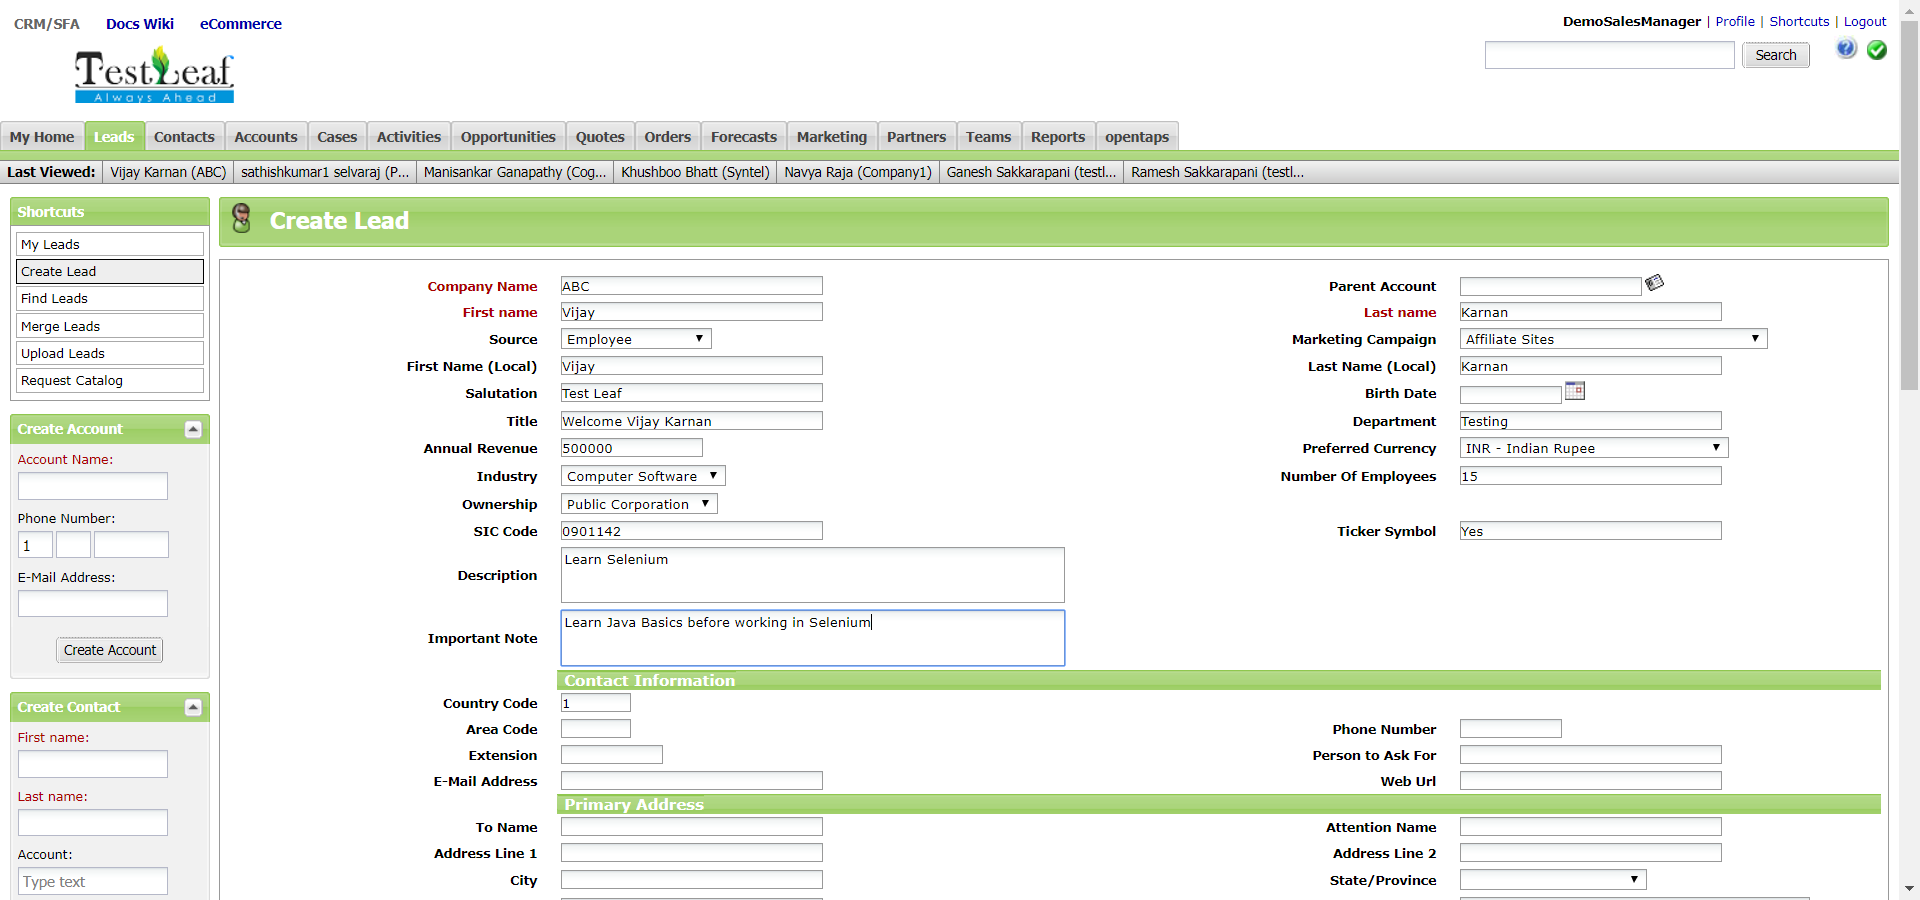 CRM/SFA Docs Wiki eCommerce
DemoSalesManager | Profile | Shortcuts | Logout
Search
TestLeaf
Always Ahead
My Home Leads Contacts Accounts Cases Activities Opportunities Quotes Orders Forecasts Marketing Partners Teams Reports opentaps
Last Viewed: Vijay Karnan (ABC) sathishkumar1 selvaraj (P... Manisankar Ganapathy (Cog... Khushboo Bhatt (Syntel) Navya Raja (Company1) Ganesh Sakkarapani (testl... Ramesh Sakkarapani (testl...
Shortcuts
My Leads
Create Lead
Find Leads
Merge Leads
Upload Leads
Request Catalog
Create Account
Account Name:
Phone Number:
1
E-Mail Address:
Create Account
Create Contact
First name:
Last name:
Account:
Type text
Create Lead
Company Name ABC Parent Account
First name Vijay Last name Karnan
Source Employee Marketing Campaign Affiliate Sites
First Name (Local) Vijay Last Name (Local) Karnan
Salutation Test Leaf Birth Date
Title Welcome Vijay Karnan Department Testing
Annual Revenue 500000 Preferred Currency INR - Indian Rupee
Industry Computer Software Number Of Employees 15
Ownership Public Corporation
SIC Code 0901142 Ticker Symbol Yes
Description Learn Selenium
Important Note Learn Java Basics before working in Selenium
Contact Information
Country Code 1
Area Code Phone Number
Extension Person to Ask For
E-Mail Address Web Url
Primary Address
To Name Attention Name
Address Line 1 Address Line 2
City State/Province